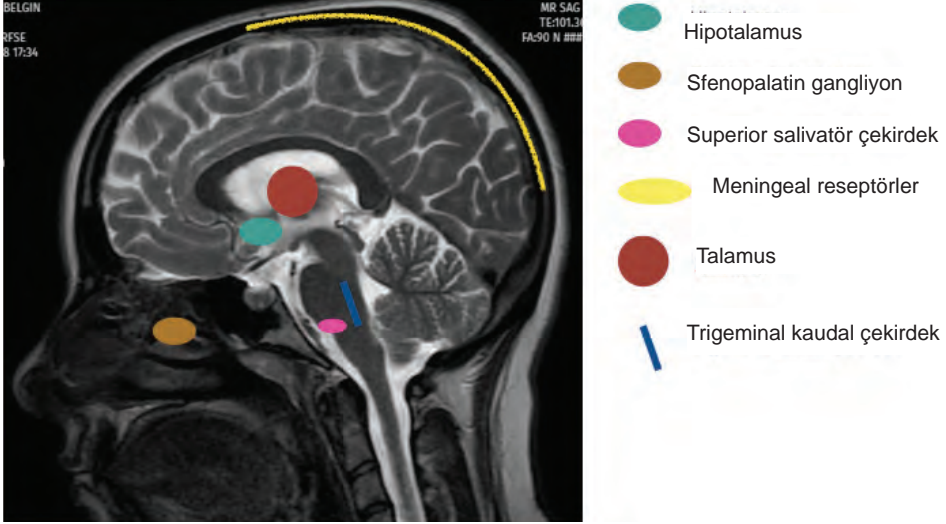 BELGIN
RFSE
8 17:34
MR SAG
TE:101.30
FA:90 N ###
Hipotalamus
Sfenopalatin gangliyon
Superior salivatör çekirdek
Meningeal reseptörler
Talamus
Trigeminal kaudal çekirdek